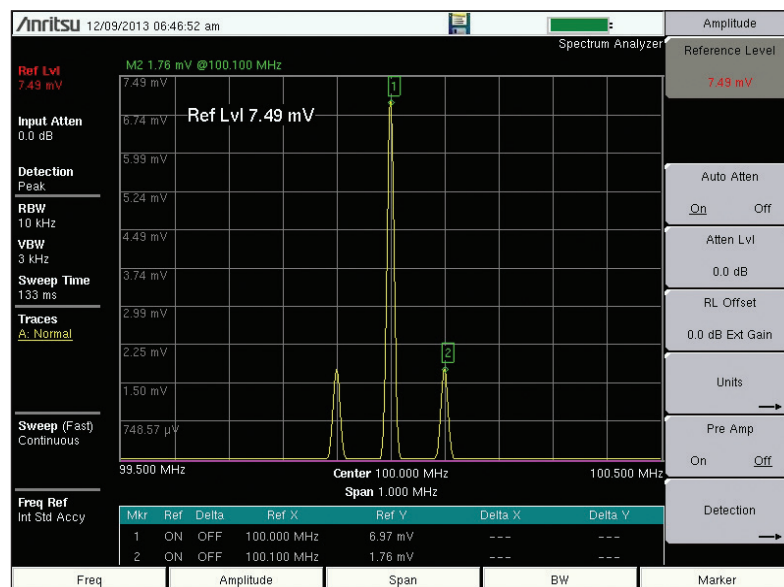 Anritsu 12/09/2013 06:46:52 am
Spectrum Analyzer
Ref Lvl
7.49 mV
Input Atten
0.0 dB
Detection
Peak
RBW
10 kHz
VBW
3 kHz
Sweep Time
133 ms
Traces
A: Normal
Sweep (Fast)
Continuous
Freq Ref
Int Std Accy
M2 1.76 mV @100.100 MHz
7.49 mV
6.74 mV
5.99 mV
5.24 mV
4.49 mV
3.74 mV
2.99 mV
2.25 mV
1.50 mV
748.57 µV
Ref Lvl 7.49 mV
1
2
99.500 MHz
Center 100.000 MHz
100.500 MHz
Span 1.000 MHz
Mkr Ref Delta Ref X Ref Y Delta X Delta Y
1 ON OFF 100.000 MHz 6.97 mV --- ---
2 ON OFF 100.100 MHz 1.76 mV --- ---
Amplitude
Reference Level
7.49 mV
Auto Atten
On Off
Atten Lvl
0.0 dB
RL Offset
0.0 dB Ext Gain
Units
Pre Amp
On Off
Detection
Freq Amplitude Span BW Marker